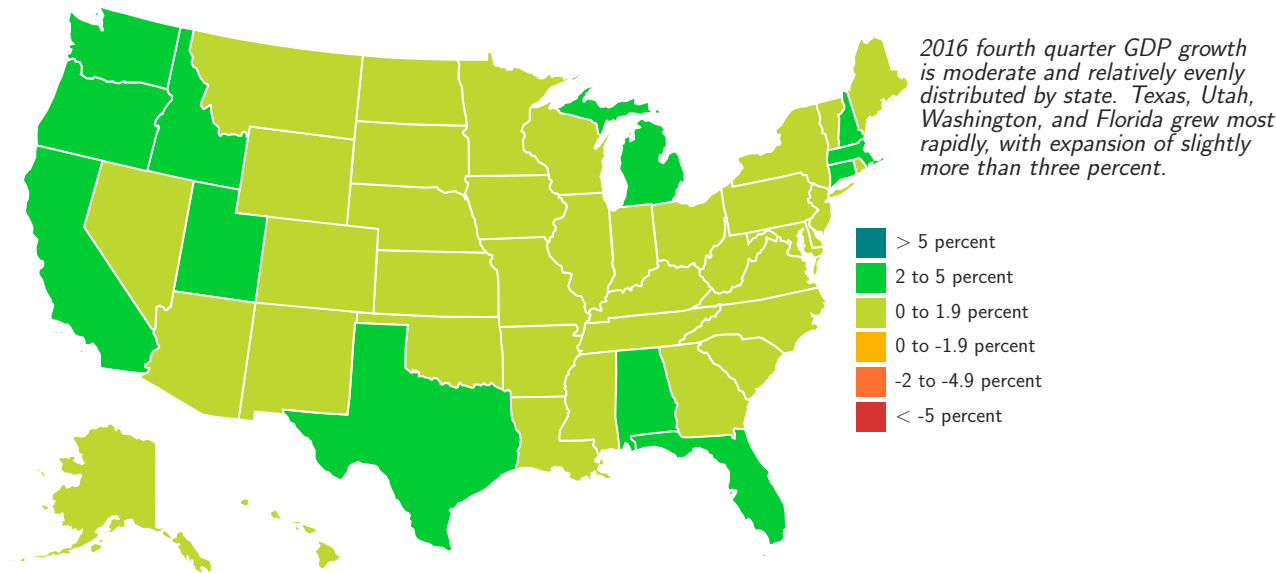 2016 fourth quarter GDP growth
is moderate and relatively evenly
distributed by state. Texas, Utah,
Washington, and Florida grew most
rapidly, with expansion of slightly
more than three percent.
> 5 percent
2 to 5 percent
0 to 1.9 percent
0 to -1.9 percent
-2 to -4.9 percent
< -5 percent